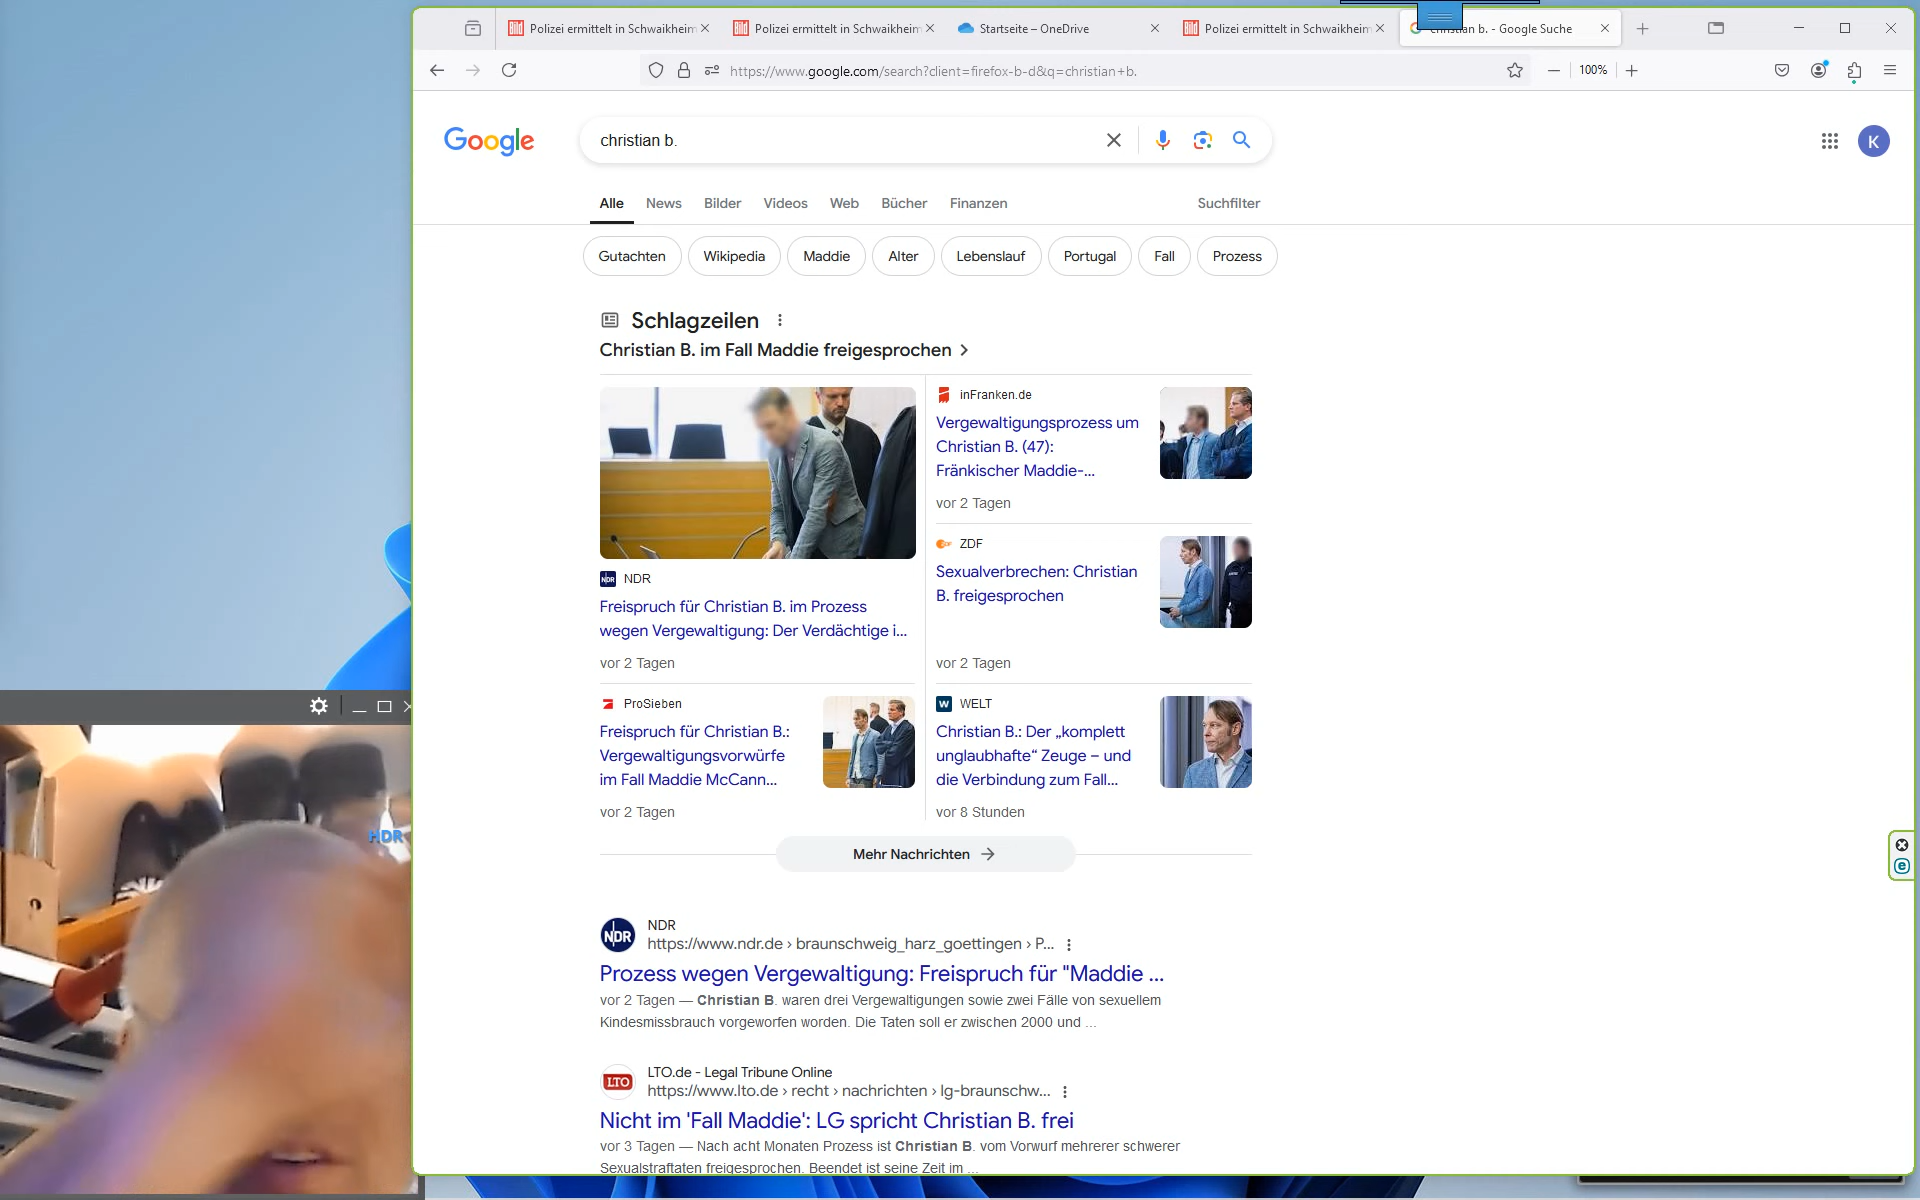 Polizei ermittelt in Schwaikheim
Polizei ermittelt in Schwaikheim
Startseite – OneDrive
Polizei ermittelt in Schwaikheim
christian b. - Google Suche
https://www.google.com/search?client=firefox-b-d&q=christian+b.
100%
Google
christian b.
K
Alle
News
Bilder
Videos
Web
Bücher
Finanzen
Suchfilter
Gutachten
Wikipedia
Maddie
Alter
Lebenslauf
Portugal
Fall
Prozess
Schlagzeilen
Christian B. im Fall Maddie freigesprochen
NDR
Freispruch für Christian B. im Prozess
wegen Vergewaltigung: Der Verdächtige i...
vor 2 Tagen
inFranken.de
Vergewaltigungsprozess um
Christian B. (47):
Fränkischer Maddie-...
vor 2 Tagen
ZDF
Sexualverbrechen: Christian
B. freigesprochen
vor 2 Tagen
ProSieben
Freispruch für Christian B.:
Vergewaltigungsvorwürfe
im Fall Maddie McCann...
vor 2 Tagen
WELT
Christian B.: Der „komplett
unglaubhafte“ Zeuge – und
die Verbindung zum Fall...
vor 8 Stunden
Mehr Nachrichten
HDR
NDR
NDR
https://www.ndr.de › braunschweig_harz_goettingen › P...
Prozess wegen Vergewaltigung: Freispruch für "Maddie ...
vor 2 Tagen — Christian B. waren drei Vergewaltigungen sowie zwei Fälle von sexuellem
Kindesmissbrauch vorgeworfen worden. Die Taten soll er zwischen 2000 und ...
LTO
LTO.de - Legal Tribune Online
https://www.lto.de › recht › nachrichten › lg-braunschw...
Nicht im 'Fall Maddie': LG spricht Christian B. frei
vor 3 Tagen — Nach acht Monaten Prozess ist Christian B. vom Vorwurf mehrerer schwerer
Sexualstraftaten freigesprochen. Beendet ist seine Zeit im ...